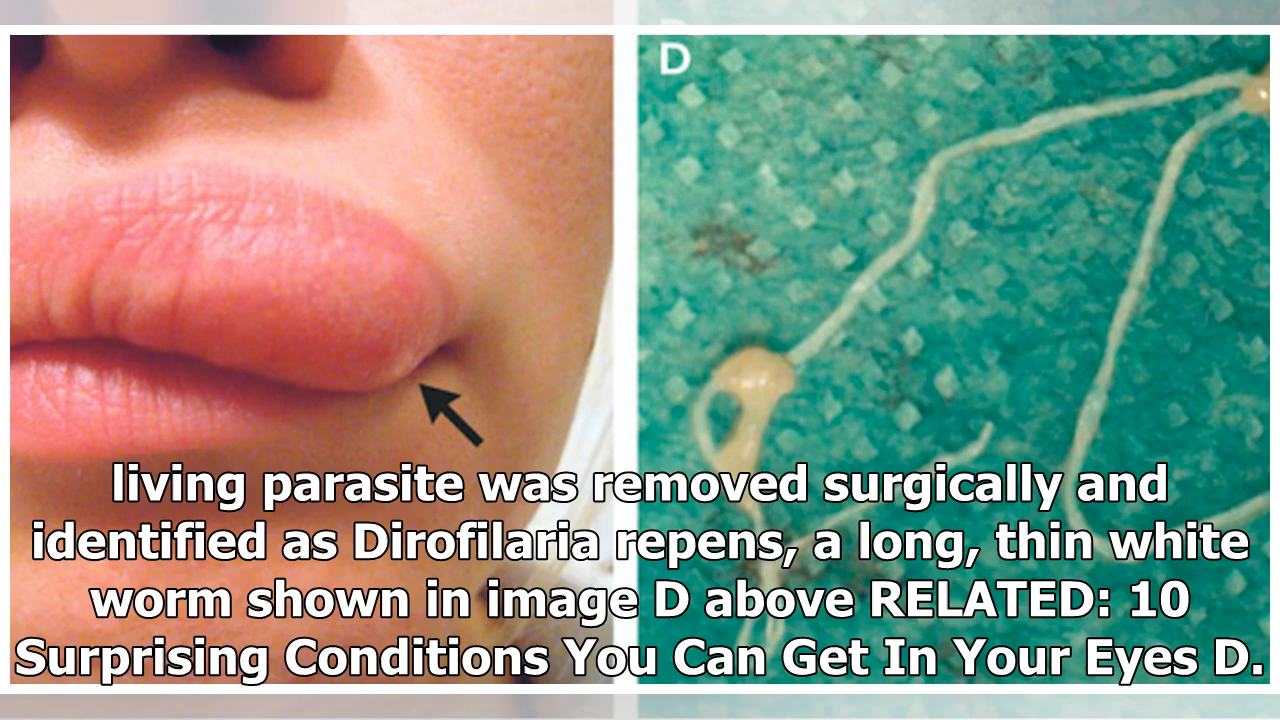 D
living parasite was removed surgically and
identified as Dirofilaria repens, a long, thin white
worm shown in image D above RELATED: 10
Surprising Conditions You Can Get In Your Eyes D.